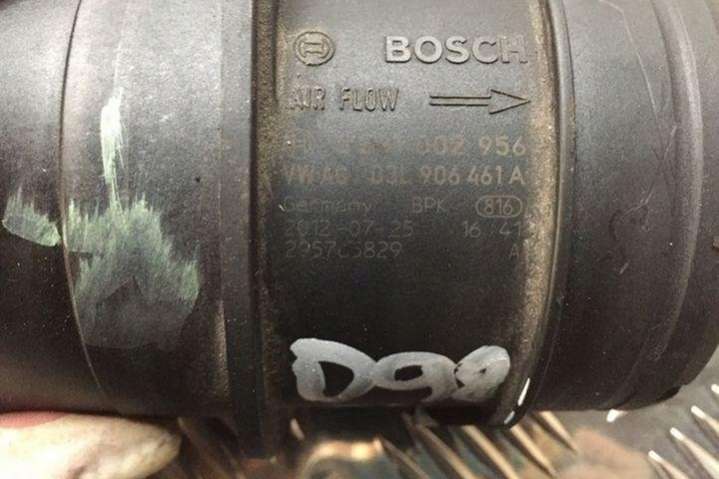 BOSCH
AIR FLOW
002 956
VW AG 03L 906 461 A
Germany BPK 816
2012-07-25 16:41
A
D98